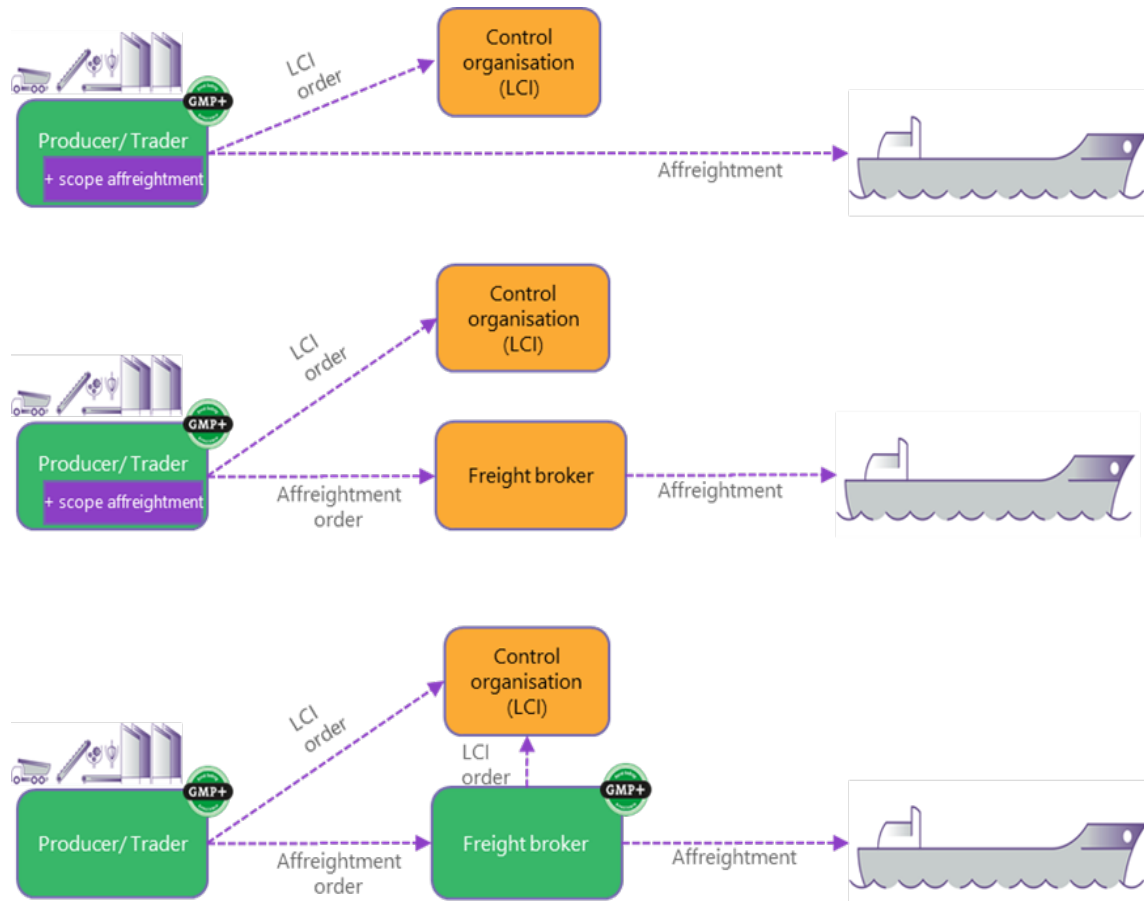 Control
organisation
(LCI)
LCI
order
GMP+
Producer/ Trader
+ scope affreightment
Affreightment
Control
organisation
(LCI)
LCI
order
GMP+
Producer/ Trader
+ scope affreightment
Affreightment
order
Freight broker
Affreightment
Control
organisation
(LCI)
LCI
order
LCI
order
GMP+
Producer/ Trader
Affreightment
order
GMP+
Freight broker
Affreightment